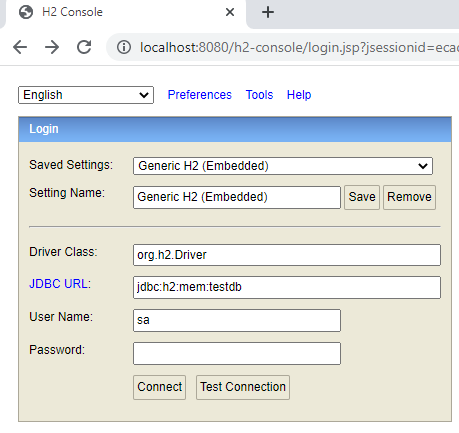 H2 Console
localhost:8080/h2-console/login.jsp?jsessionid=eca
English Preferences Tools Help
Login
Saved Settings: Generic H2 (Embedded)
Setting Name: Generic H2 (Embedded) Save Remove
Driver Class: org.h2.Driver
JDBC URL: jdbc:h2:mem:testdb
User Name: sa
Password:
Connect Test Connection